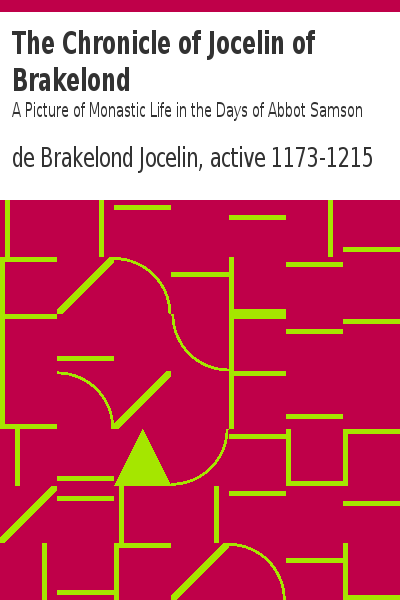 The Chronicle of Jocelin of
Brakelond
A Picture of Monastic Life in the Days of Abbot Samson
de Brakelond Jocelin, active 1173-1215